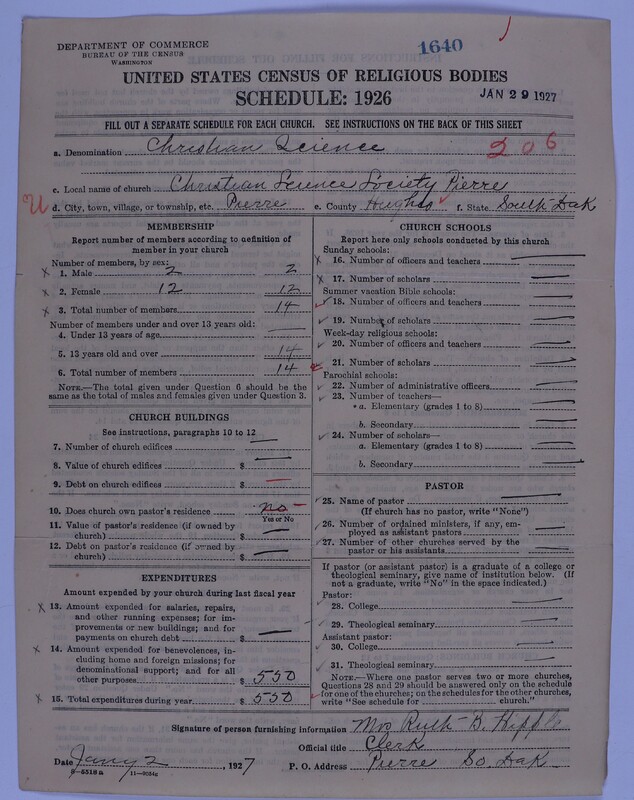 DEPARTMENT OF COMMERCE
BUREAU OF THE CENSUS
WASHINGTON
1640
UNITED STATES CENSUS OF RELIGIOUS BODIES
SCHEDULE: 1926
JAN 29 1927
FILL OUT A SEPARATE SCHEDULE FOR EACH CHURCH. SEE INSTRUCTIONS ON THE BACK OF THIS SHEET
a. Denomination Christian Science 206
c. Local name of church Christian Science Society Pierre
U d. City, town, village, or township, etc. Pierre e. County Hughes f. State South Dak
MEMBERSHIP
Report number of members according to definition of member in your church
Number of members, by sex:
1. Male 2 2
2. Female 12 12
3. Total number of members 14
Number of members under and over 13 years old:
4. Under 13 years of age
5. 13 years old and over 14
6. Total number of members 14
NOTE.—The total given under Question 6 should be
same as the total of males and females given under Question 3.
CHURCH BUILDINGS
See instructions, paragraphs 10 to 12
7. Number of church edifices
8. Value of church edifices $
9. Debt on church edifices $
10. Does church own pastor's residence no
Yes or No
11. Value of pastor's residence (if owned by
church) $
12. Debt on pastor's residence (if owned by
church) $
EXPENDITURES
Amount expended by your church during last fiscal year
13. Amount expended for salaries, repairs,
and other running expenses; for im-
provements or new buildings; and for
payments on church debt $
14. Amount expended for benevolences, in-
cluding home and foreign missions; for
denominational support; and for all
other purposes $ 550
15. Total expenditures during year $ 550
CHURCH SCHOOLS
Report here only schools conducted by this church
Sunday schools:
16. Number of officers and teachers
17. Number of scholars
Summer vacation Bible schools:
18. Number of officers and teachers
19. Number of scholars
Week-day religious schools:
20. Number of officers and teachers
21. Number of scholars
Parochial schools:
22. Number of administrative officers
23. Number of teachers—
a. Elementary (grades 1 to 8)
b. Secondary
24. Number of scholars—
a. Elementary (grades 1 to 8)
b. Secondary
PASTOR
25. Name of pastor
(If church has no pastor, write "None")
26. Number of ordained ministers, if any, em-
ployed as assistant pastors
27. Number of other churches served by the
pastor or his assistants
If pastor (or assistant pastor) is a graduate of a college or
theological seminary, give name of institution below. (If
not a graduate, write "No" in the space indicated.)
Pastor:
28. College
29. Theological seminary
Assistant pastor:
30. College
31. Theological seminary
NOTE.—Where one pastor serves two or more churches,
Questions 28 and 29 should be answered only on the schedule
for one of the churches; on the schedules for the other churches,
write "See schedule for church."
Signature of person furnishing information Mrs Ruth B. Hipple
Official title Clerk
Date Jany 2, 1927 P. O. Address Pierre So. Dak
8-5518a 11-9054c